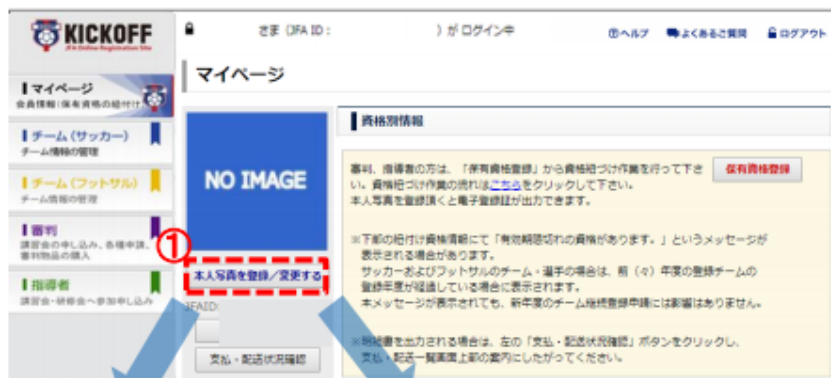 KICKOFF
JFA Online Registration Site
さま (JFA ID : ) が ログイン中
ヘルプ
よくあるご質問
ログアウト
マイページ
会員情報(保有資格の紐付け)
チーム (サッカー)
チーム情報の管理
チーム (フットサル)
チーム情報の管理
審判
講習会の申し込み、各種申請、
審判物品の購入
指導者
講習会・研修会へ参加申し込み
マイページ
NO IMAGE
①
本人写真を登録/変更する
JFAID:
支払・配送状況確認
資格別情報
審判、指導者の方は、「保有資格登録」から資格紐づけ作業を行って下さ
い。資格紐づけ作業の流れはこちらをクリックして下さい。
本人写真を登録頂くと電子登録証が出力できます。
保有資格登録
※下部の紐付け資格情報にて「有効期限切れの資格があります。」というメッセージが
表示される場合があります。
サッカーおよびフットサルのチーム・選手の場合は、前(々)年度の登録チームの
登録年度が経過している場合に表示されます。
本メッセージが表示されても、新年度のチーム継続登録申請には影響はありません。
※明細書を出力される場合は、左の「支払・配送状況確認」ボタンをクリックし、
支払・配送一覧画面上部の案内にしたがってください。